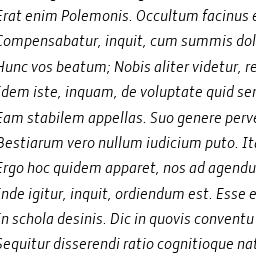 Erat enim Polemonis. Occultum facinus
Compensabatur, inquit, cum summis dol
Hunc vos beatum; Nobis aliter videtur, re
Idem iste, inquam, de voluptate quid sen
Eam stabilem appellas. Suo genere perve
Bestiarum vero nullum iudicium puto. Ita
Ergo hoc quidem apparet, nos ad agendu
Inde igitur, inquit, ordiendum est. Esse e
In schola desinis. Dic in quovis conventu
Sequitur disserendi ratio cognitioque nat